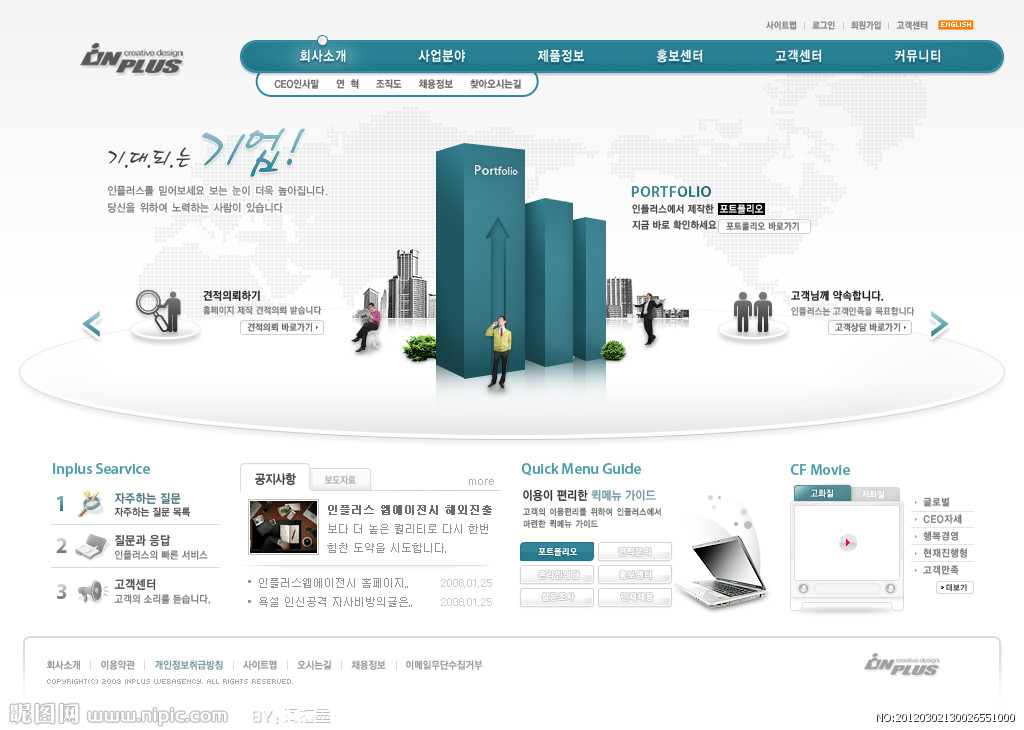 사이트맵 로그인 회원가입 고객센터 ENGLISH
creative design
INPLUS
회사소개 사업분야 제품정보 홍보센터 고객센터 커뮤니티
CEO인사말 연 혁 조직도 채용정보 찾아오시는길
기.대.되.는 기업!
인플러스를 믿어보세요 보는 눈이 더욱 높아집니다.
당신을 위하여 노력하는 사람이 있습니다
Portfolio
PORTFOLIO
인플러스에서 제작한 포트폴리오
지금 바로 확인하세요 포트폴리오 바로가기
견적의뢰하기
홈페이지 제작 견적의뢰 받습니다
견적의뢰 바로가기
고객님께 약속합니다.
인플러스는 고객만족을 목표합니다
고객상담 바로가기
Inplus Searvice
1 자주하는 질문
자주하는 질문 목록
2 질문과 응답
인플러스의 빠른 서비스
3 고객센터
고객의 소리를 듣습니다.
공지사항 보도자료 more
인플러스 웹에이전시 해외진출
보다 더 높은 퀄리티로 다시 한번
힘찬 도약을 시도합니다.
인플러스웹에이전시 홈페이지.. 2008.01.25
욕설 인신공격 자사비방익글은.. 2008.01.25
Quick Menu Guide
이용이 편리한 퀵메뉴 가이드
고객의 이용편리를 위하여 인플러스에서
마련한 퀵메뉴 가이드
포트폴리오 견적문의
온라인상담 홍보센터
설문조사 인재채용
CF Movie
고화질 저화질
글로벌
CEO자세
행복경영
현재진행형
고객만족
더보기
회사소개 이용약관 개인정보취급방침 사이트맵 오시는길 채용정보 이메일무단수집거부
COPYRIGHT(C) 2008 INPLUS WEBAGENCY. ALL RIGHTS RESERVED.
creative design
INPLUS
昵图网 www.nipic.com BY:
NO:20120302130026551000